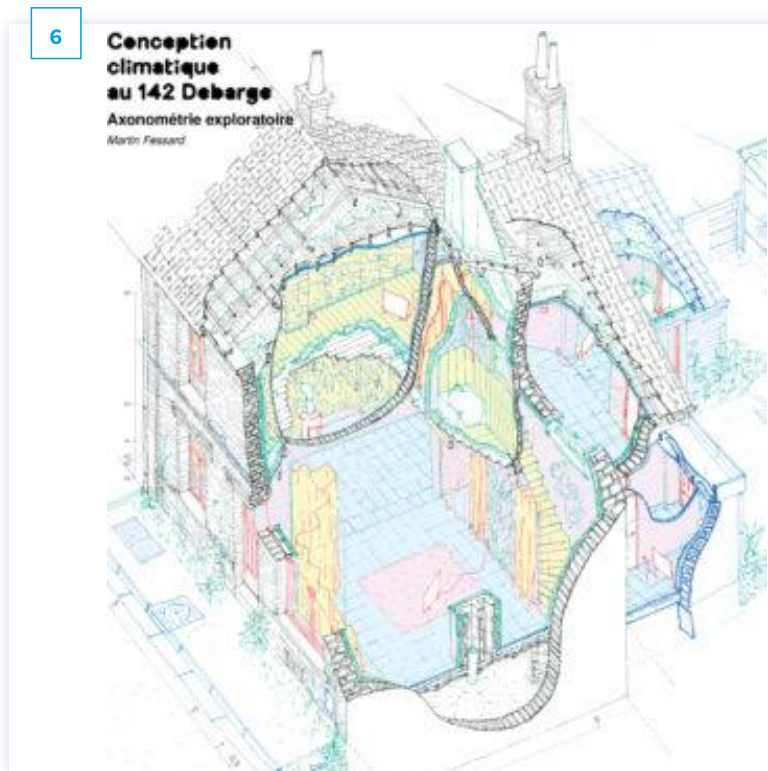 6
Conception
climatique
au 142 Debarge
Axonométrie exploratoire
Martin Fessard